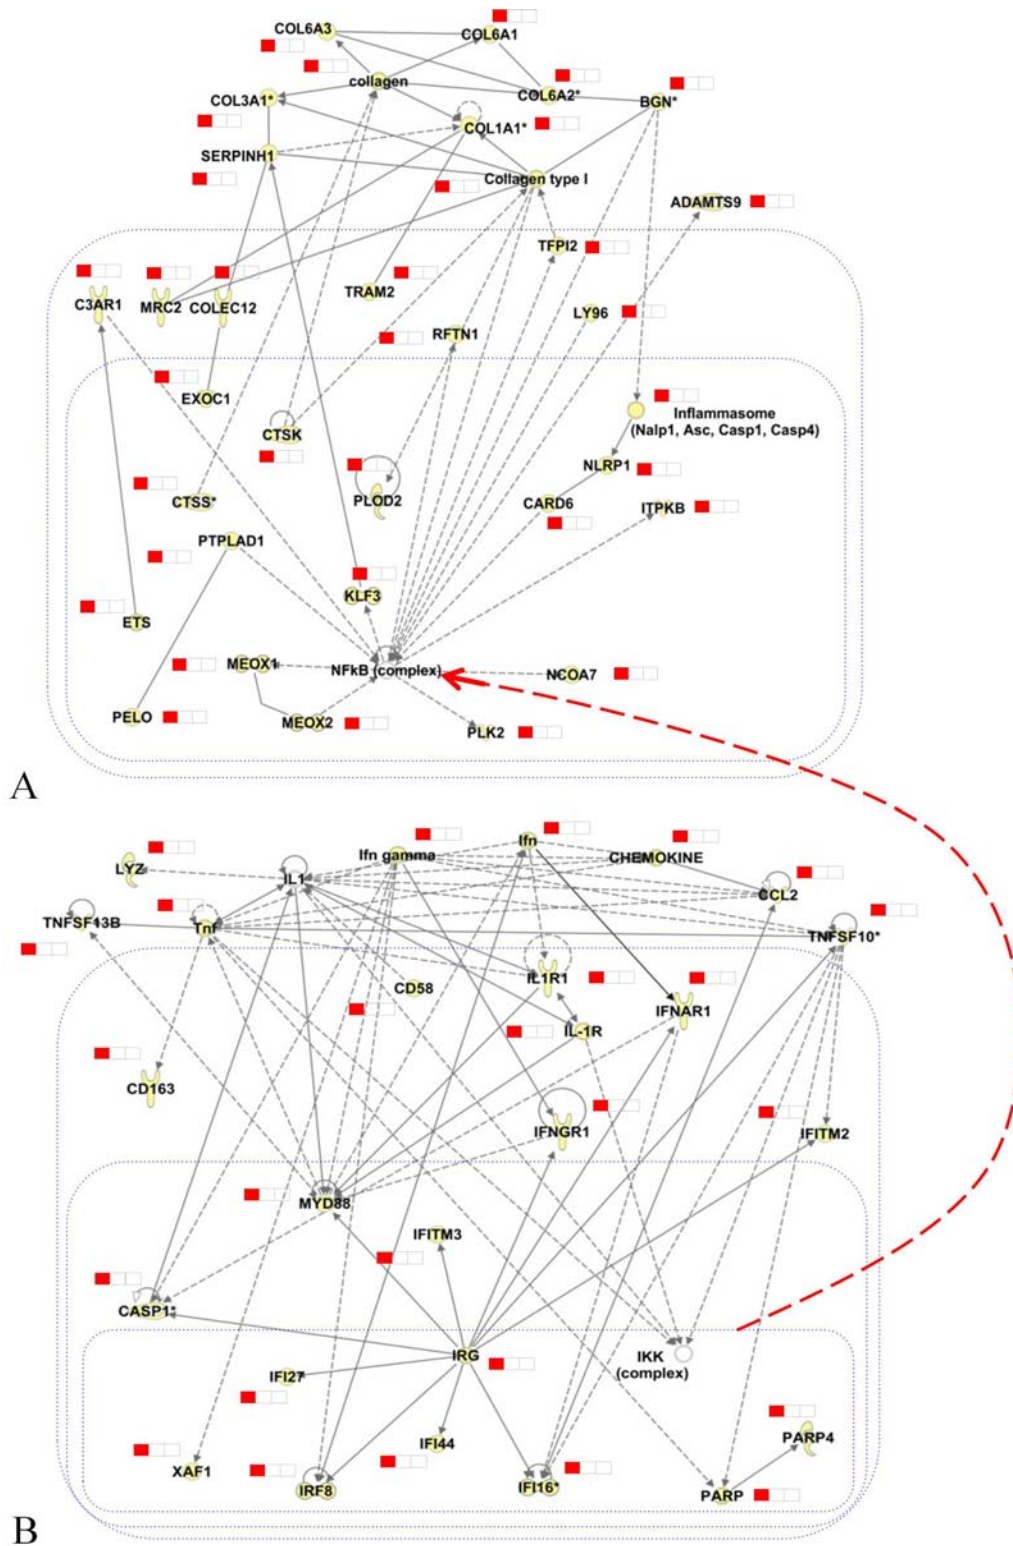 COL6A3
COL6A1
collagen
COL3A1*
COL6A2*
BGN*
COL1A1*
SERPINH1
Collagen type I
ADAMTS9
TFPI2
C3AR1
MRC2
COLEC12
TRAM2
LY96
RFTN1
EXOC1
Inflammasome
(Nalp1, Asc, Casp1, Casp4)
CTSK
NLRP1
CTSS*
PLOD2
CARD6
ITPKB
PTPLAD1
KLF3
ETS
MEOX1
NFkB (complex)
NCOA7
PELO
MEOX2
PLK2
A
Ifn
Ifn gamma
CHEMOKINE
LYZ
IL1
CCL2
TNFSF13B
Tnf
TNFSF10*
IL1R1
CD58
IFNAR1
IL-1R
CD163
IFNGR1
IFITM2
MYD88
IFITM3
CASP1*
IRG
IKK
(complex)
IFI27
PARP4
IFI44
XAF1
IRF8
IFI16*
PARP
B